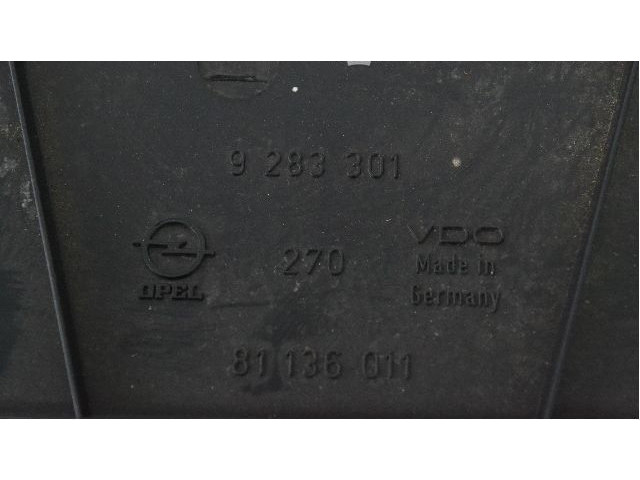 9 283 301
OPEL 270 VDO
Made in
Germany
81 136 011